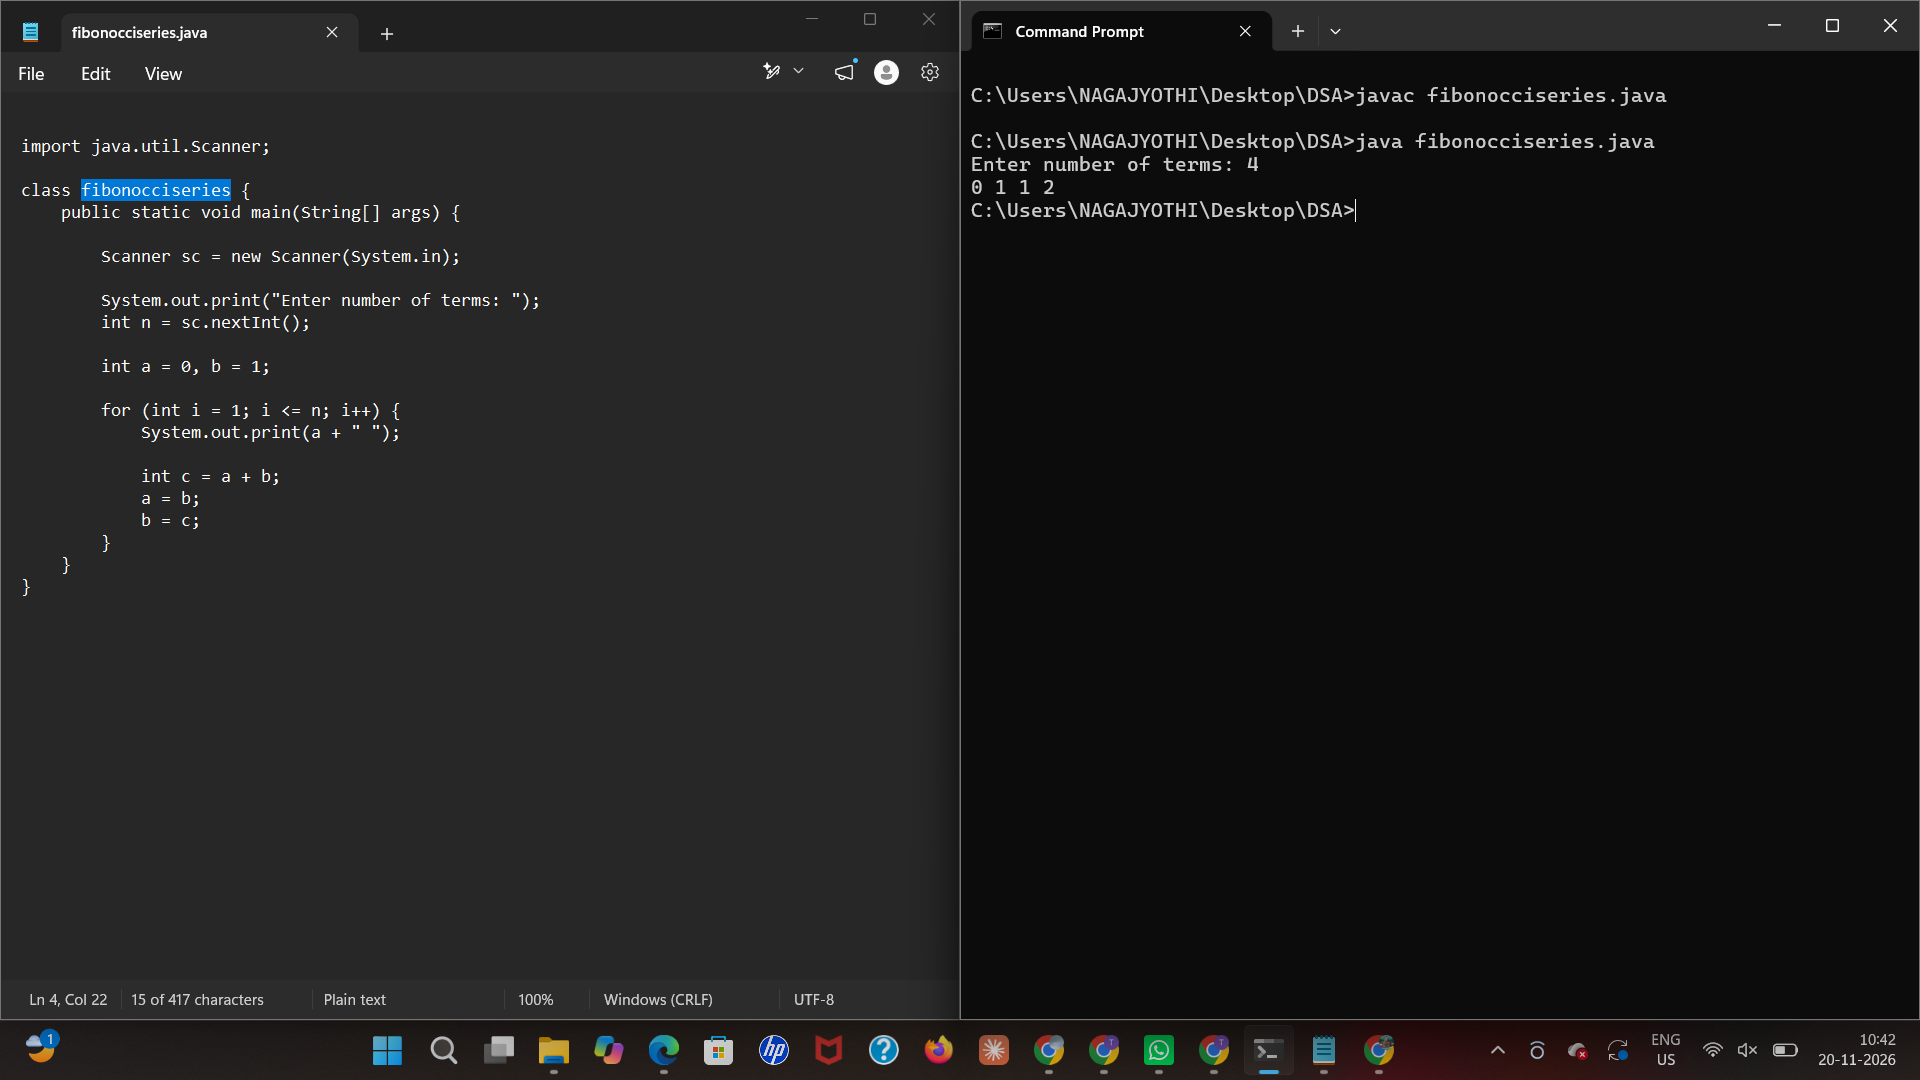 fibonocciseries.java
File Edit View
import java.util.Scanner;
class fibonocciseries {
public static void main(String[] args) {
Scanner sc = new Scanner(System.in);
System.out.print("Enter number of terms: ");
int n = sc.nextInt();
int a = 0, b = 1;
for (int i = 1; i <= n; i++) {
System.out.print(a + " ");
int c = a + b;
a = b;
b = c;
}
}
}
Ln 4, Col 22 15 of 417 characters Plain text 100% Windows (CRLF) UTF-8
Command Prompt
C:\Users\NAGAJYOTHI\Desktop\DSA>javac fibonocciseries.java
C:\Users\NAGAJYOTHI\Desktop\DSA>java fibonocciseries.java
Enter number of terms: 4
0 1 1 2
C:\Users\NAGAJYOTHI\Desktop\DSA>
1
hp
?
T
T
ENG
US
10:42
20-11-2026